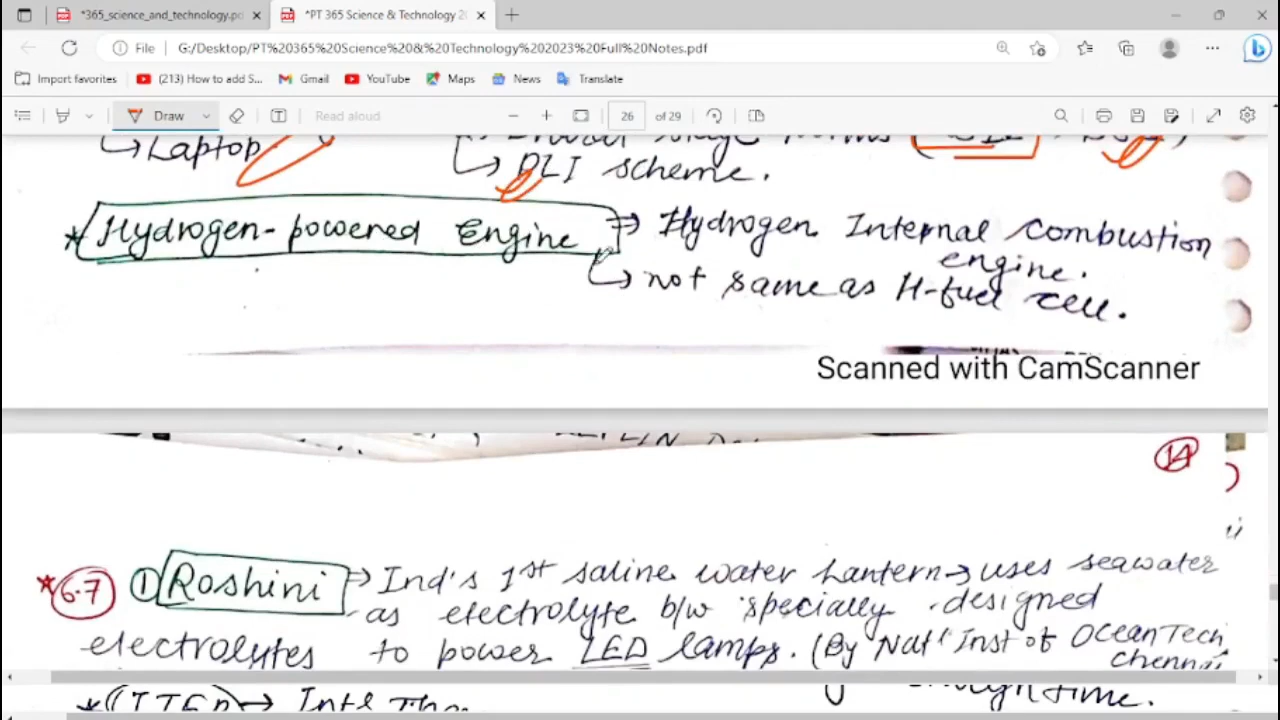 *365_science_and_technology.pd
*PT 365 Science & Technology 20
File
G:/Desktop/PT%20365%20Science%20&%20Technology%202023%20Full%20Notes.pdf
Import favorites
(213) How to add S...
Gmail
YouTube
Maps
News
Translate
Draw
Read aloud
26 of 29
↳ Laptop
↳ PLI scheme.
* Hydrogen-powered Engine ⇒ Hydrogen Internal combustion
engine.
↳ not same as H-fuel cell.
Scanned with CamScanner
14
* 6.7 ① Roshini ⇒ Ind's 1st saline water Lantern → uses seawater
as electrolyte b/w specially designed
electrolytes to power LED lamps. (By Nat'l Inst of Ocean Tech,
chennai